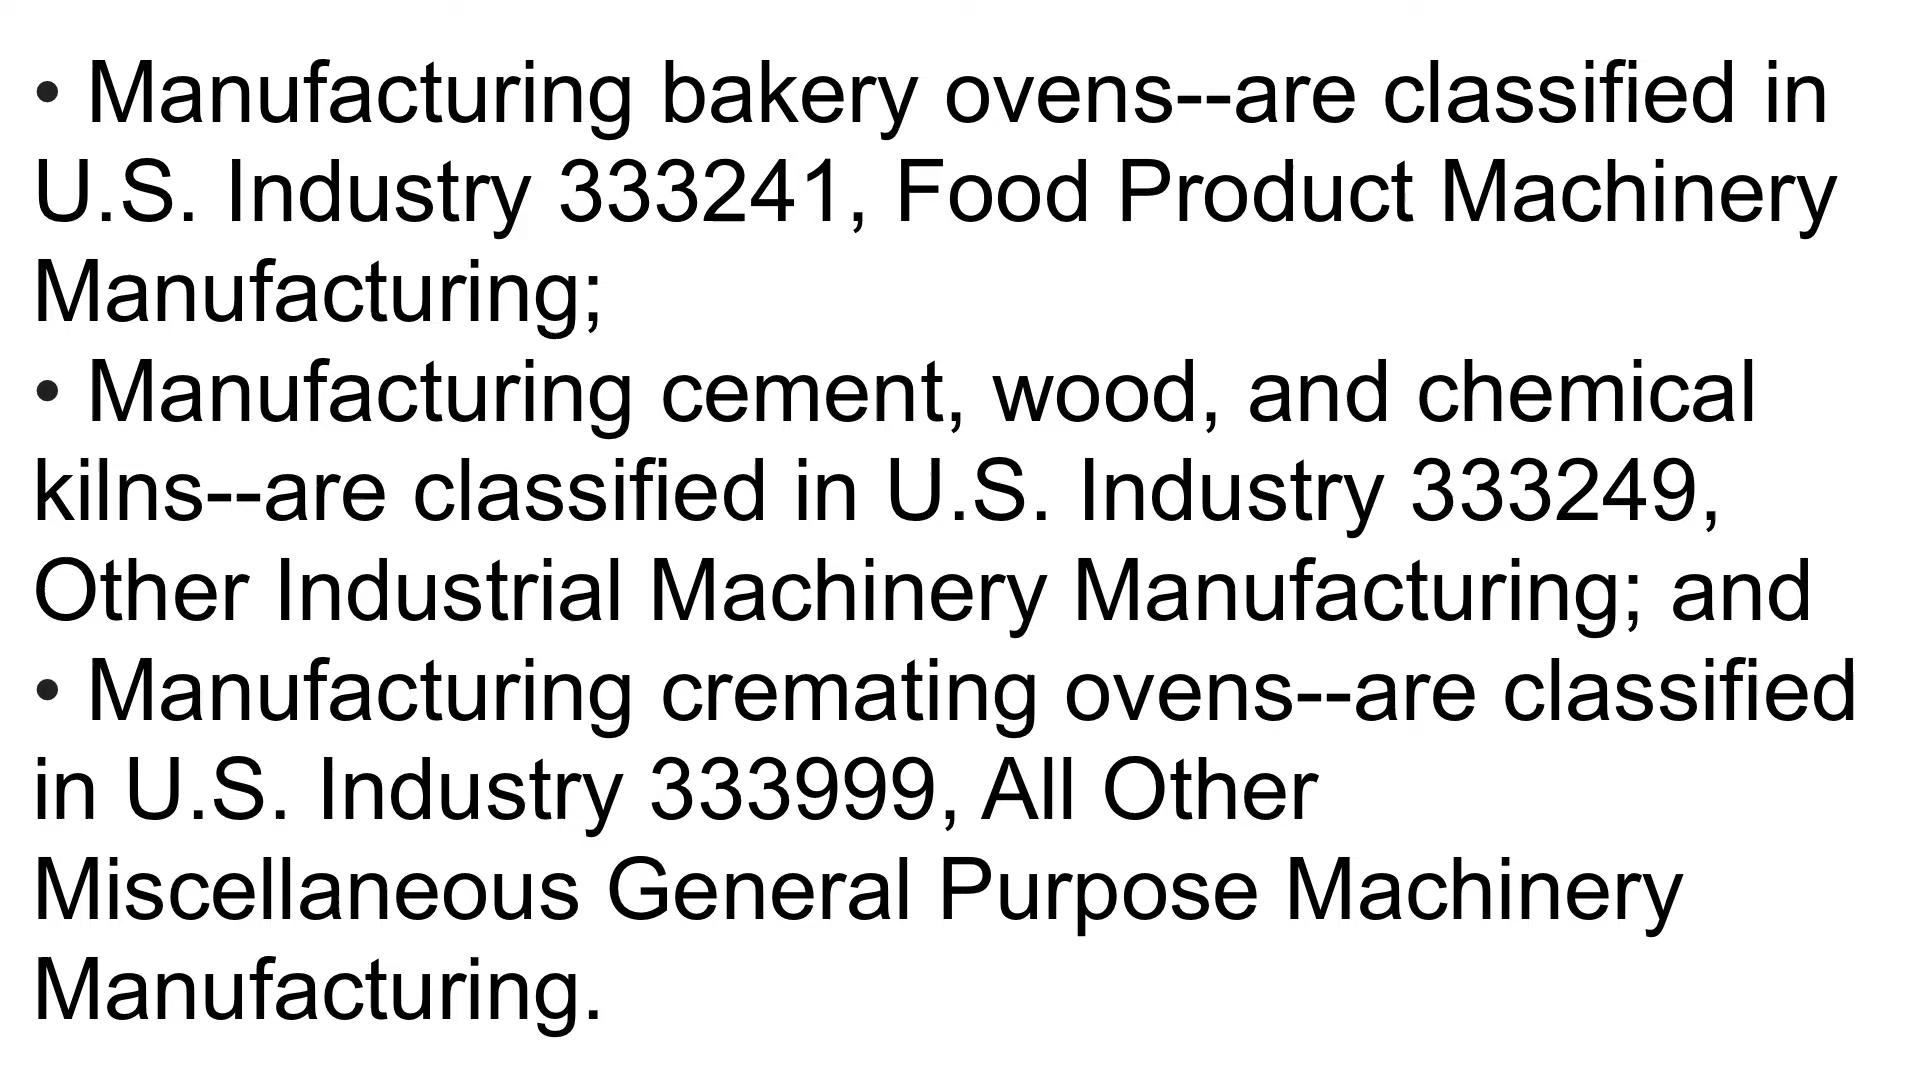 • Manufacturing bakery ovens--are classified in
U.S. Industry 333241, Food Product Machinery
Manufacturing;
• Manufacturing cement, wood, and chemical
kilns--are classified in U.S. Industry 333249,
Other Industrial Machinery Manufacturing; and
• Manufacturing cremating ovens--are classified
in U.S. Industry 333999, All Other
Miscellaneous General Purpose Machinery
Manufacturing.